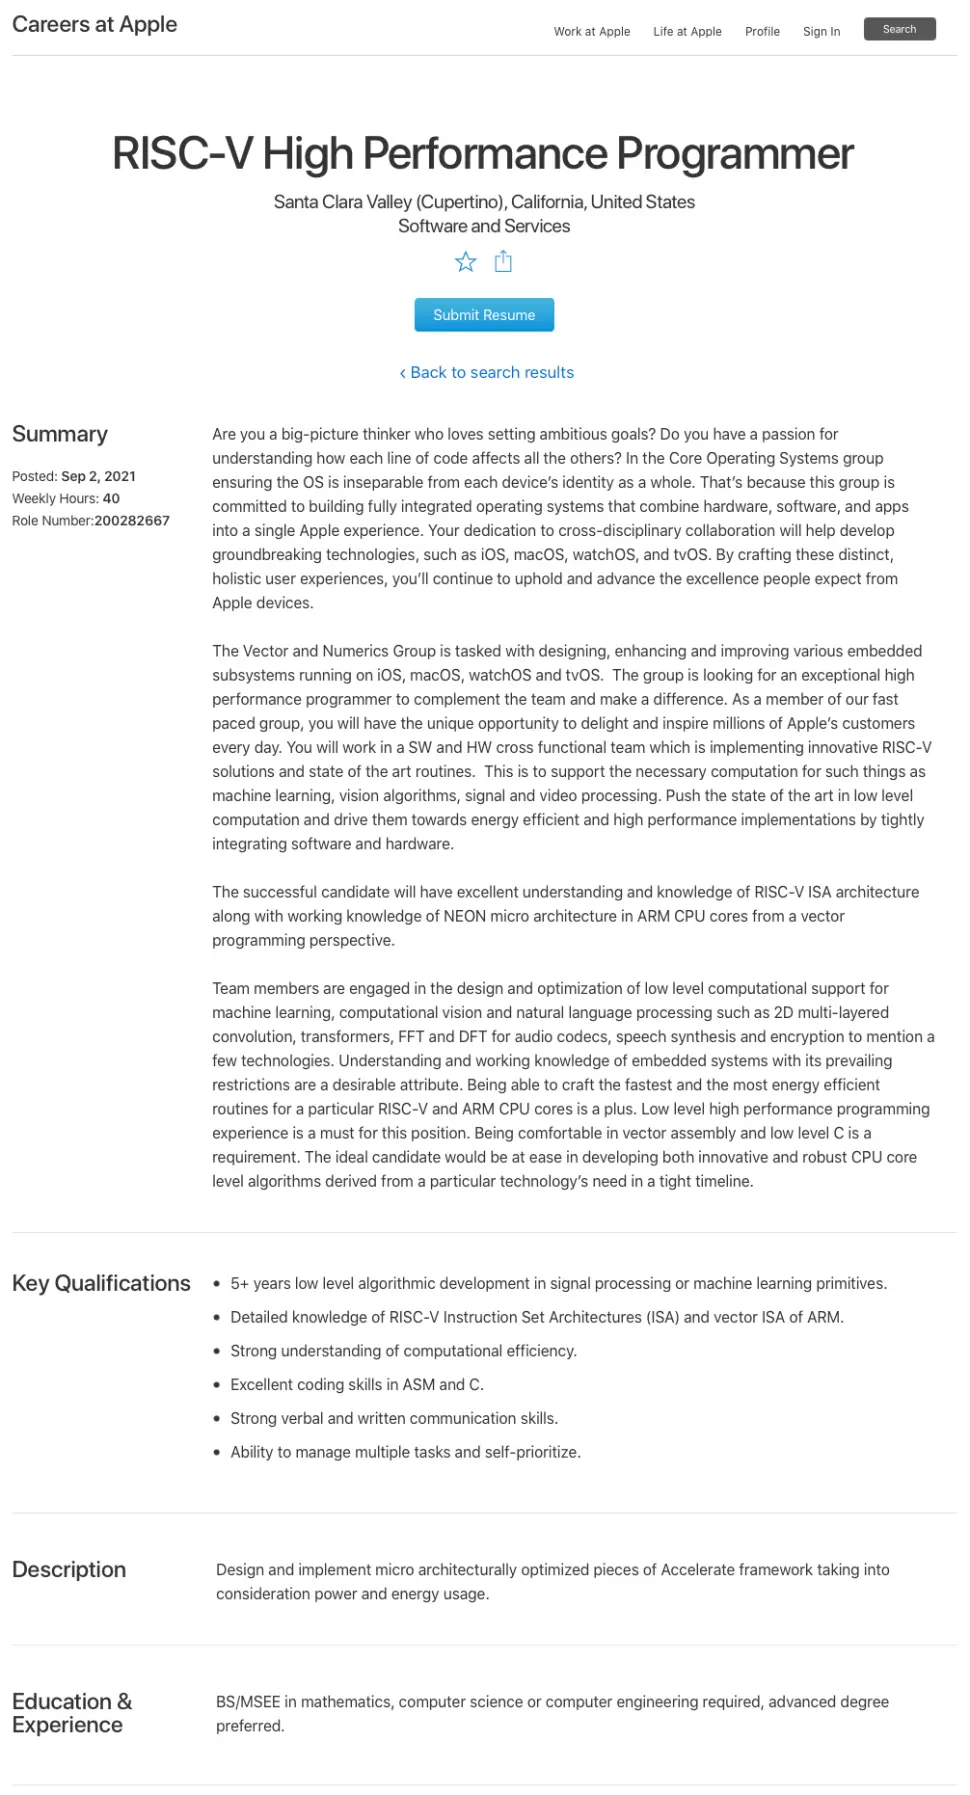 Careers at Apple
Work at Apple
Life at Apple
Profile
Sign In
Search
RISC-V High Performance Programmer
Santa Clara Valley (Cupertino), California, United States
Software and Services
Submit Resume
‹ Back to search results
Summary
Posted: Sep 2, 2021
Weekly Hours: 40
Role Number:200282667
Are you a big-picture thinker who loves setting ambitious goals? Do you have a passion for
understanding how each line of code affects all the others? In the Core Operating Systems group
ensuring the OS is inseparable from each device’s identity as a whole. That’s because this group is
committed to building fully integrated operating systems that combine hardware, software, and apps
into a single Apple experience. Your dedication to cross-disciplinary collaboration will help develop
groundbreaking technologies, such as iOS, macOS, watchOS, and tvOS. By crafting these distinct,
holistic user experiences, you’ll continue to uphold and advance the excellence people expect from
Apple devices.
The Vector and Numerics Group is tasked with designing, enhancing and improving various embedded
subsystems running on iOS, macOS, watchOS and tvOS.  The group is looking for an exceptional high
performance programmer to complement the team and make a difference. As a member of our fast
paced group, you will have the unique opportunity to delight and inspire millions of Apple’s customers
every day. You will work in a SW and HW cross functional team which is implementing innovative RISC-V
solutions and state of the art routines.  This is to support the necessary computation for such things as
machine learning, vision algorithms, signal and video processing. Push the state of the art in low level
computation and drive them towards energy efficient and high performance implementations by tightly
integrating software and hardware.
The successful candidate will have excellent understanding and knowledge of RISC-V ISA architecture
along with working knowledge of NEON micro architecture in ARM CPU cores from a vector
programming perspective.
Team members are engaged in the design and optimization of low level computational support for
machine learning, computational vision and natural language processing such as 2D multi-layered
convolution, transformers, FFT and DFT for audio codecs, speech synthesis and encryption to mention a
few technologies. Understanding and working knowledge of embedded systems with its prevailing
restrictions are a desirable attribute. Being able to craft the fastest and the most energy efficient
routines for a particular RISC-V and ARM CPU cores is a plus. Low level high performance programming
experience is a must for this position. Being comfortable in vector assembly and low level C is a
requirement. The ideal candidate would be at ease in developing both innovative and robust CPU core
level algorithms derived from a particular technology’s need in a tight timeline.
Key Qualifications
• 5+ years low level algorithmic development in signal processing or machine learning primitives.
• Detailed knowledge of RISC-V Instruction Set Architectures (ISA) and vector ISA of ARM.
• Strong understanding of computational efficiency.
• Excellent coding skills in ASM and C.
• Strong verbal and written communication skills.
• Ability to manage multiple tasks and self-prioritize.
Description
Design and implement micro architecturally optimized pieces of Accelerate framework taking into
consideration power and energy usage.
Education &
Experience
BS/MSEE in mathematics, computer science or computer engineering required, advanced degree
preferred.